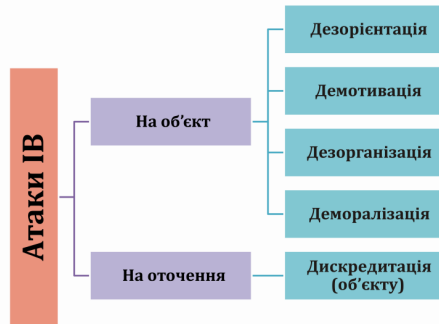 Атаки ІВ
На об’єкт
Дезорієнтація
Демотивація
Дезорганізація
Деморалізація
На оточення
Дискредитація
(об’єкту)